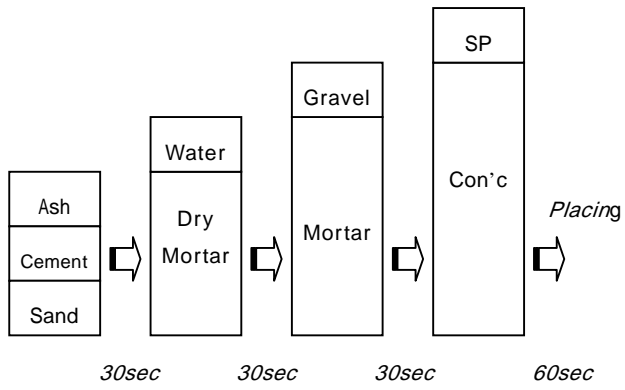 Ash
Cement
Sand
Water
Dry
Mortar
Gravel
Mortar
SP
Con’c
Placing
30sec
30sec
30sec
60sec